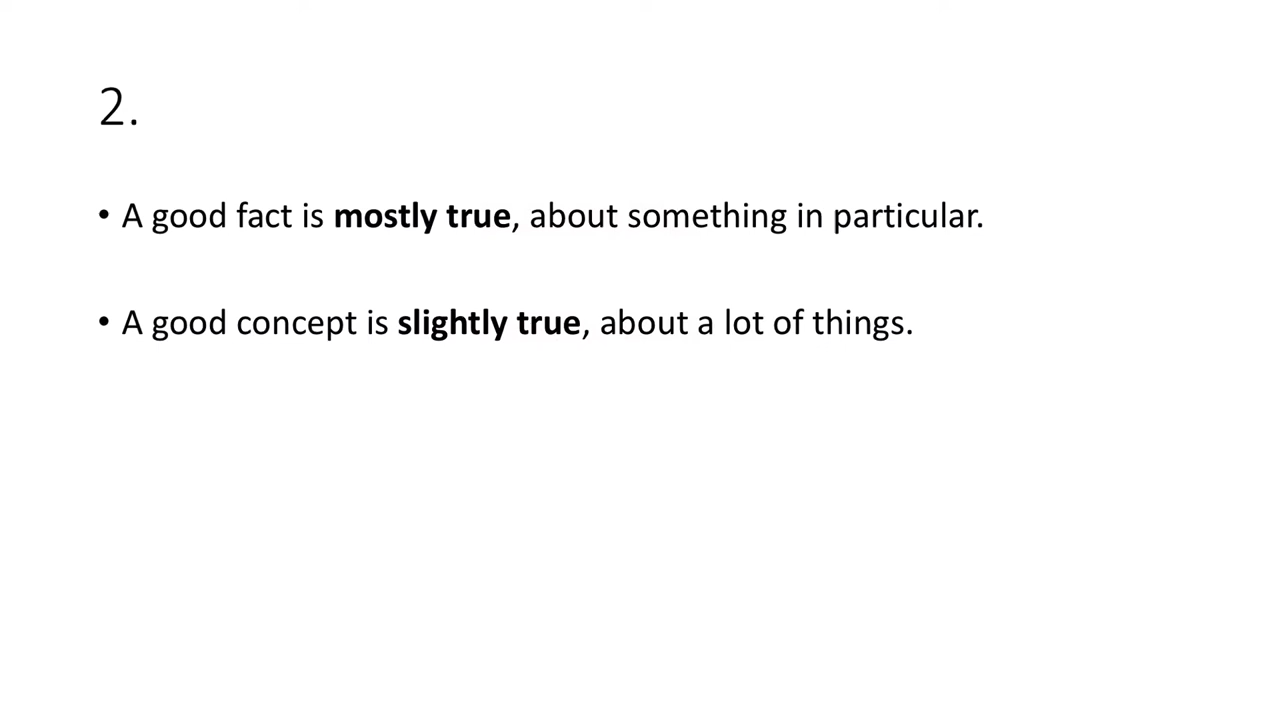 2.
• A good fact is mostly true, about something in particular.
• A good concept is slightly true, about a lot of things.